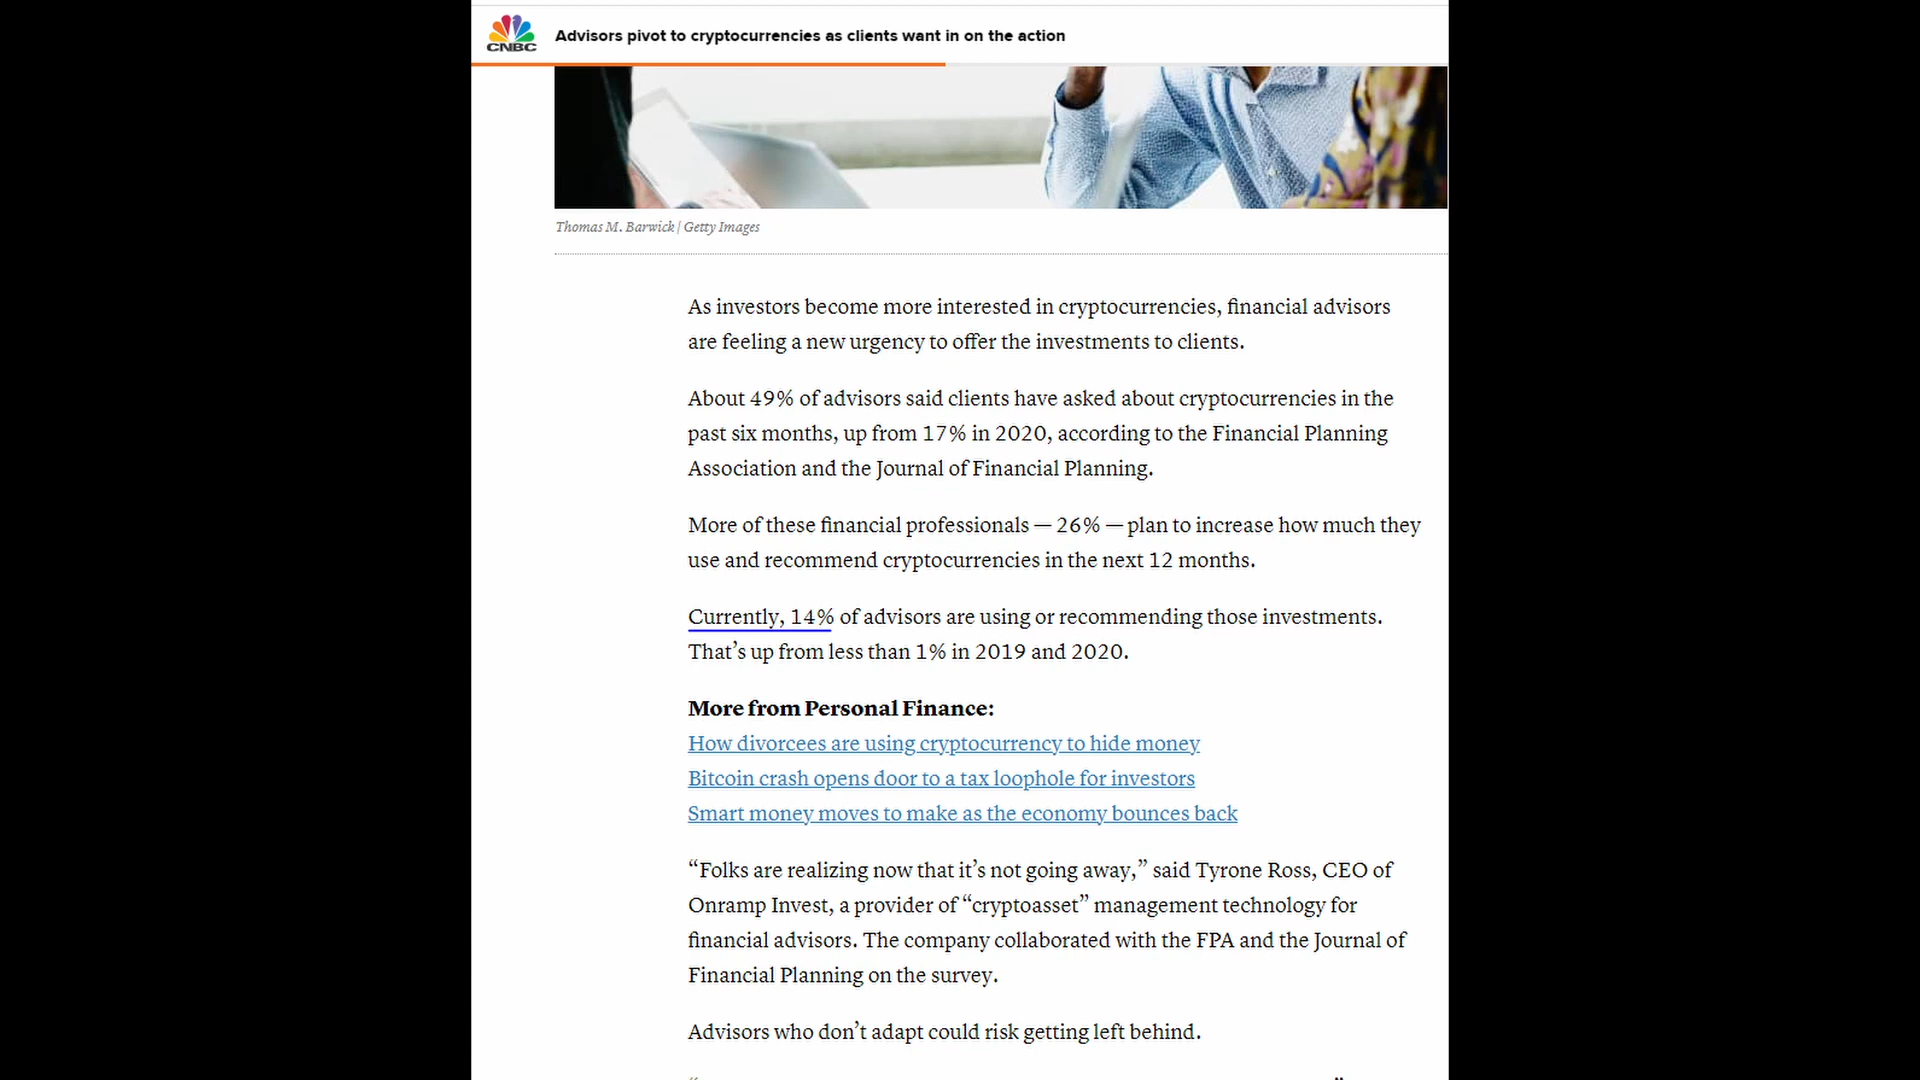 CNBC
Advisors pivot to cryptocurrencies as clients want in on the action
Thomas M. Barwick | Getty Images
As investors become more interested in cryptocurrencies, financial advisors
are feeling a new urgency to offer the investments to clients.
About 49% of advisors said clients have asked about cryptocurrencies in the
past six months, up from 17% in 2020, according to the Financial Planning
Association and the Journal of Financial Planning.
More of these financial professionals — 26% — plan to increase how much they
use and recommend cryptocurrencies in the next 12 months.
Currently, 14% of advisors are using or recommending those investments.
That’s up from less than 1% in 2019 and 2020.
More from Personal Finance:
How divorcees are using cryptocurrency to hide money
Bitcoin crash opens door to a tax loophole for investors
Smart money moves to make as the economy bounces back
“Folks are realizing now that it’s not going away,” said Tyrone Ross, CEO of
Onramp Invest, a provider of “cryptoasset” management technology for
financial advisors. The company collaborated with the FPA and the Journal of
Financial Planning on the survey.
Advisors who don’t adapt could risk getting left behind.